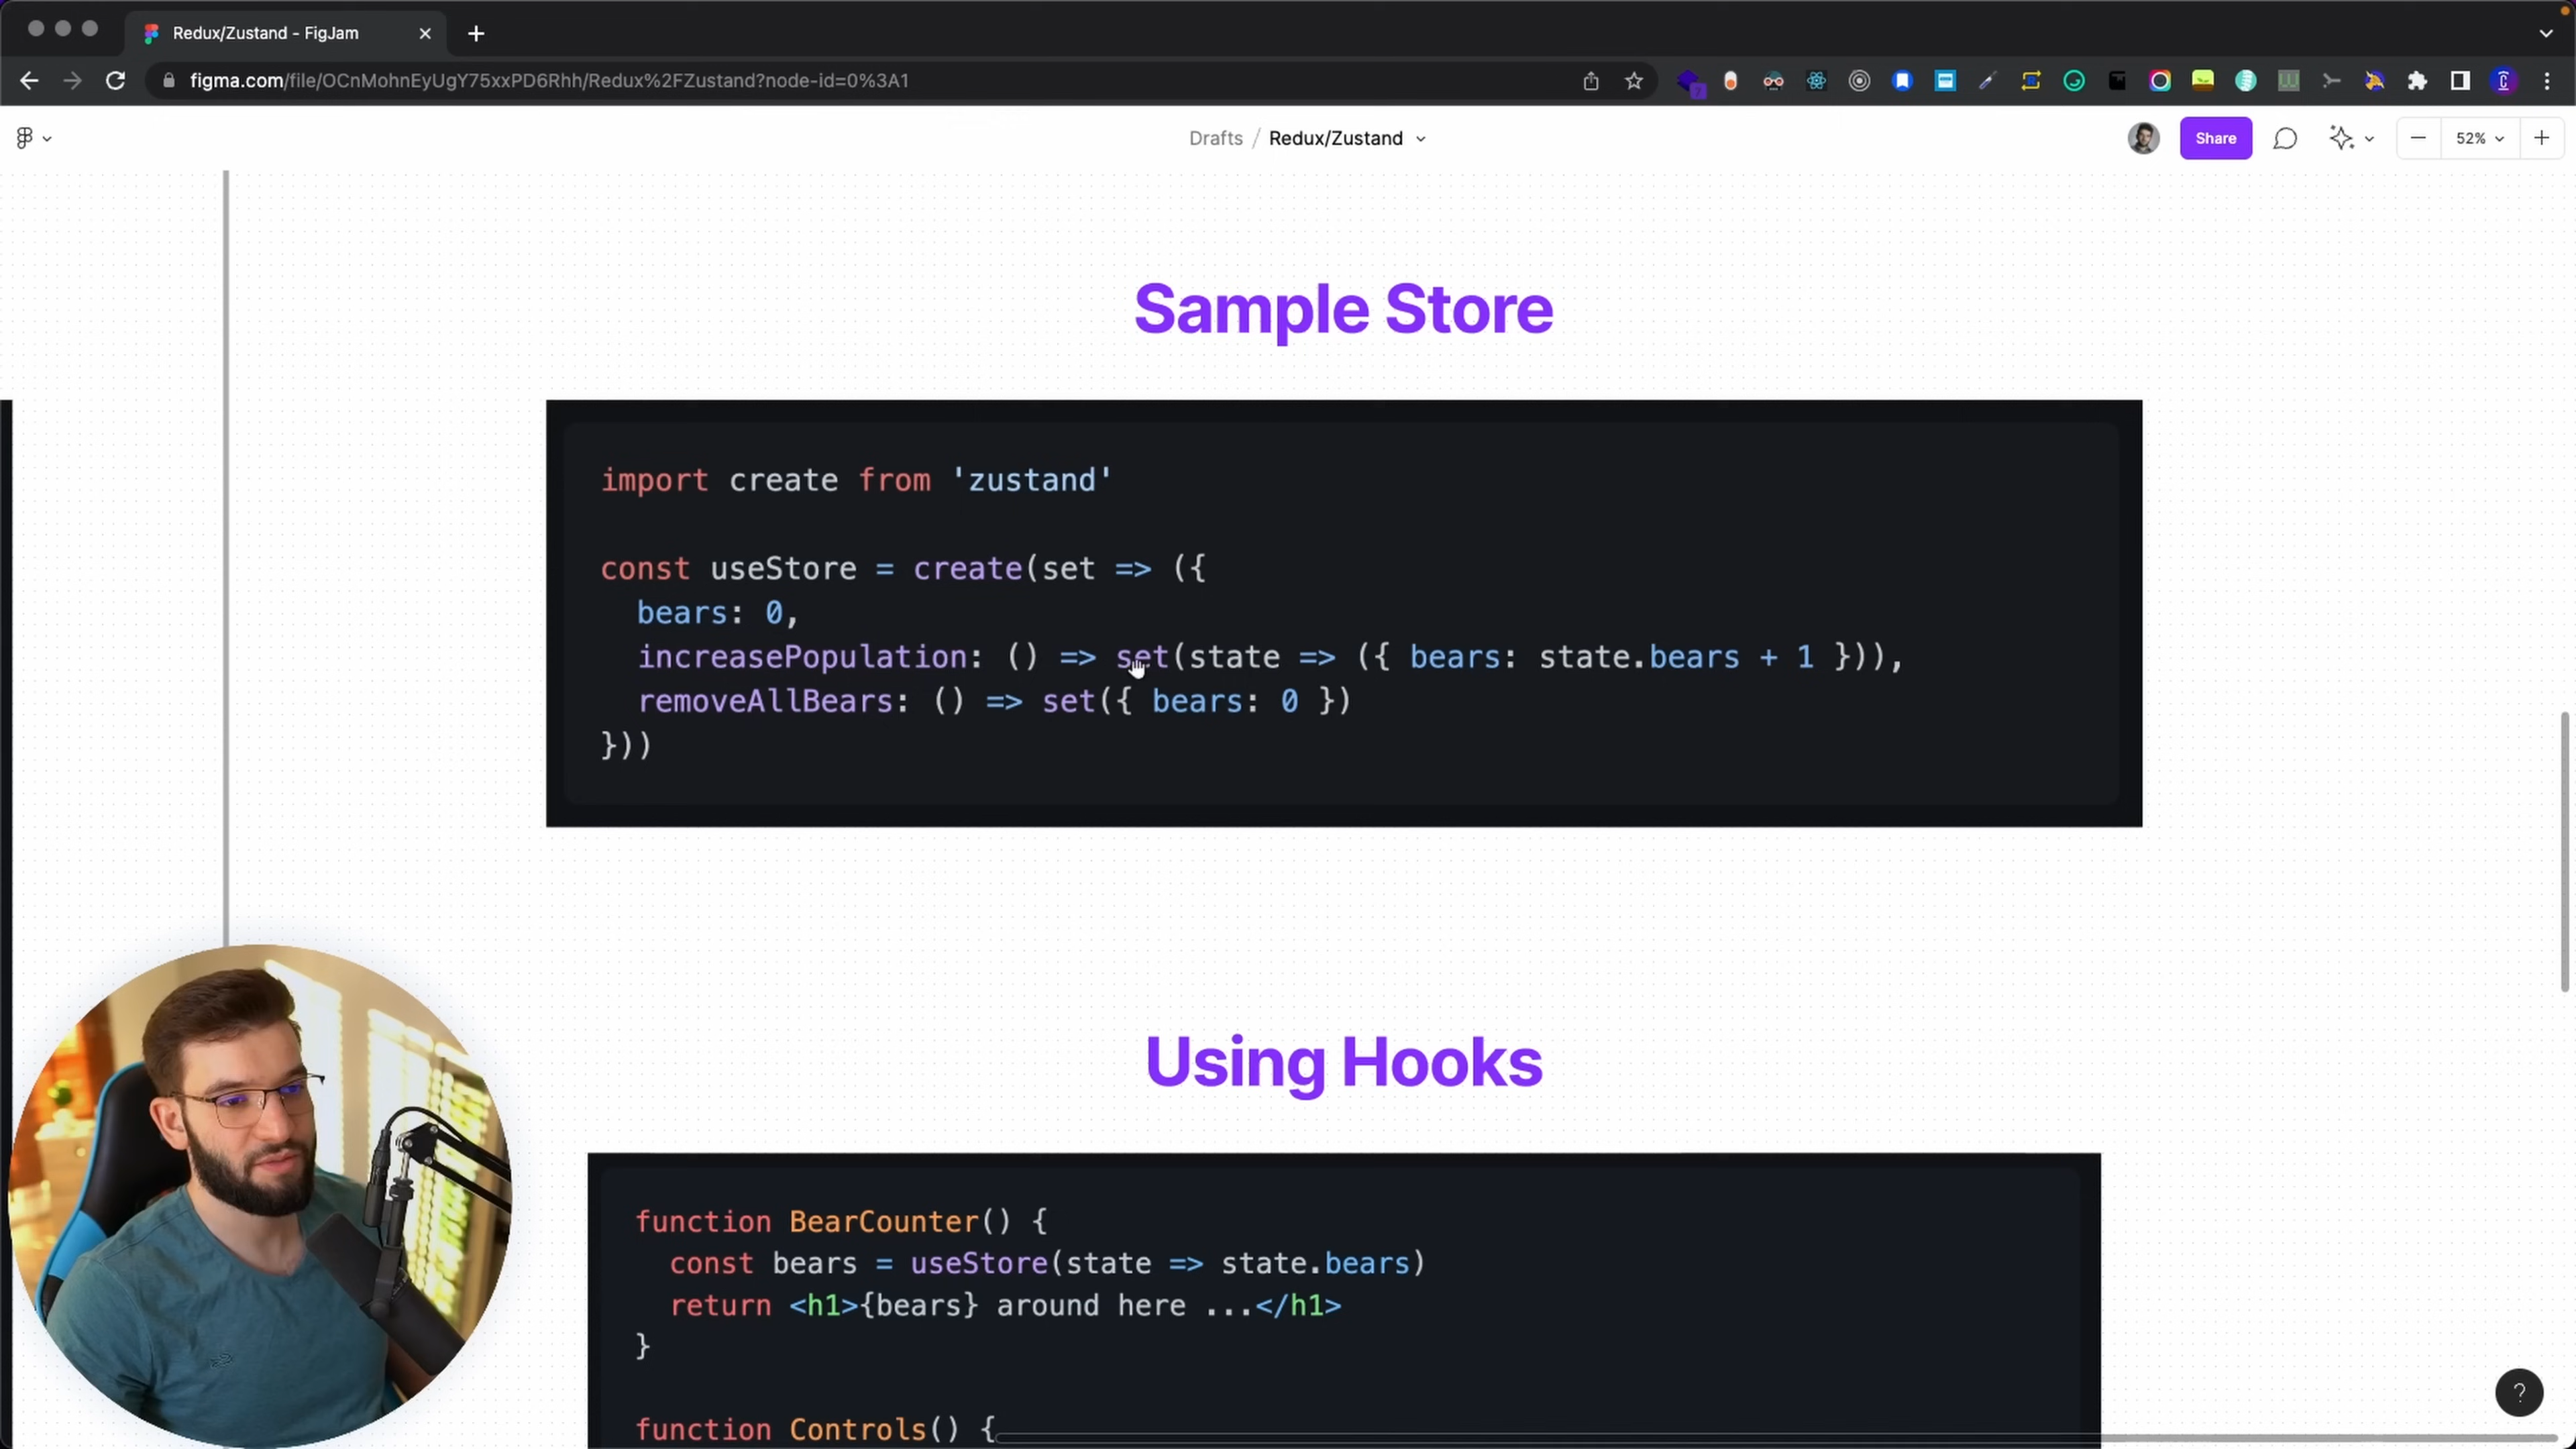 Redux/Zustand - FigJam
figma.com/file/OCnMohnEyUgY75xxPD6Rhh/Redux%2FZustand?node-id=0%3A1
Drafts / Redux/Zustand
Share
52%
Sample Store
import create from 'zustand'
const useStore = create(set => ({
bears: 0,
increasePopulation: () => set(state => ({ bears: state.bears + 1 })),
removeAllBears: () => set({ bears: 0 })
}))
Using Hooks
function BearCounter() {
const bears = useStore(state => state.bears)
return <h1>{bears} around here ...</h1>
}
function Controls() {
?